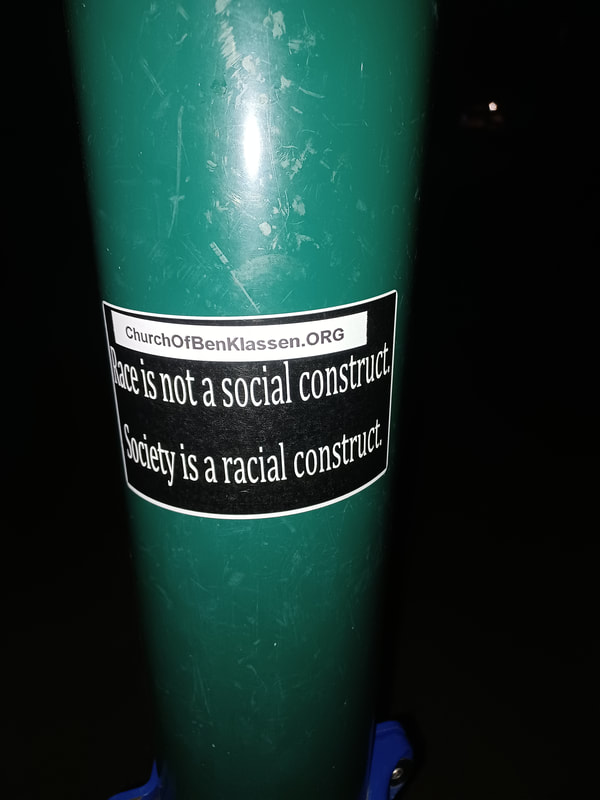 ChurchOfBenKlassen.ORG
Race is not a social construct.
Society is a racial construct.